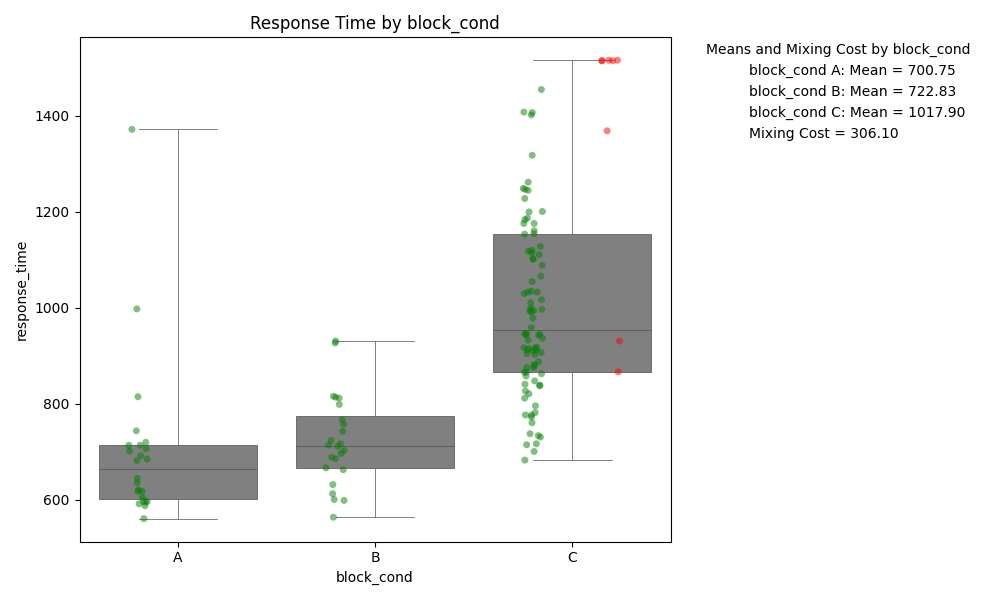 Response Time by block_cond
Means and Mixing Cost by block_cond
block_cond A: Mean = 700.75
block_cond B: Mean = 722.83
block_cond C: Mean = 1017.90
Mixing Cost = 306.10
response_time
1400
1200
1000
800
600
A B C
block_cond